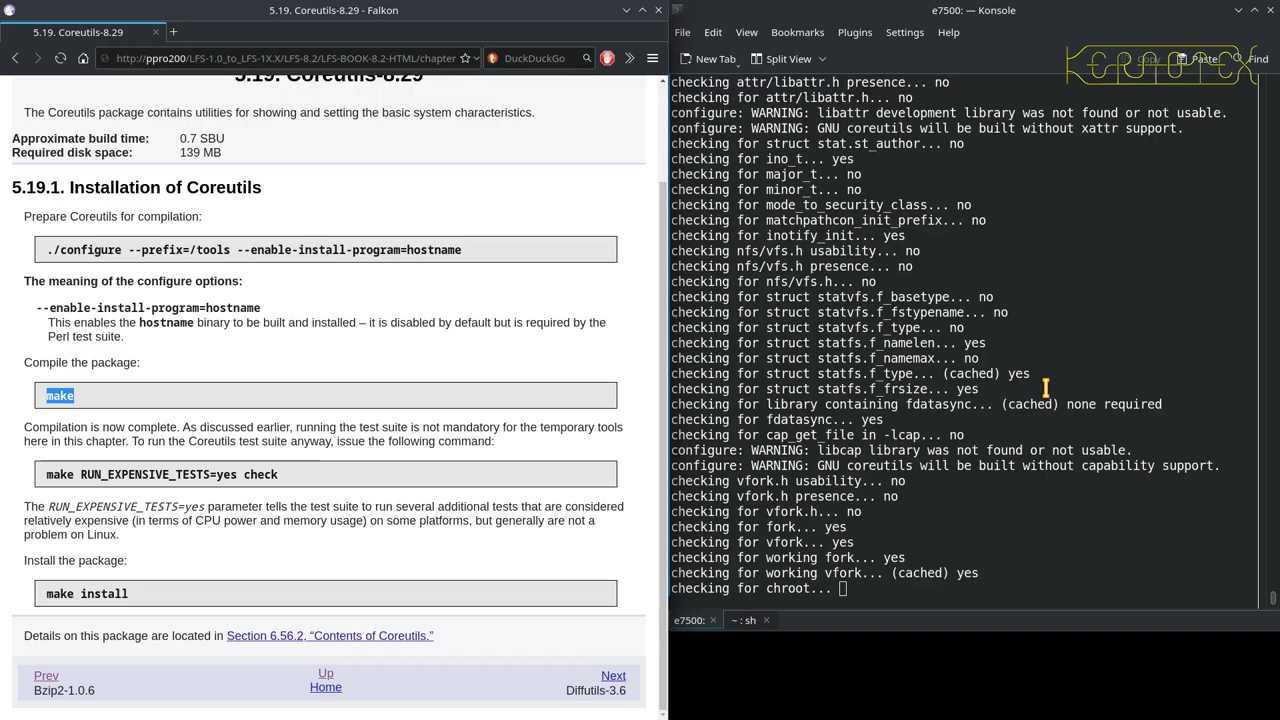 5.19. Coreutils-8.29 - Falkon
5.19. Coreutils-8.29
http://ppro200/LFS-1.0_to_LFS-1X.X/LFS-8.2/LFS-BOOK-8.2-HTML/chapter
DuckDuckGo
5.19. Coreutils-8.29
The Coreutils package contains utilities for showing and setting the basic system characteristics.
Approximate build time: 0.7 SBU
Required disk space: 139 MB
5.19.1. Installation of Coreutils
Prepare Coreutils for compilation:
./configure --prefix=/tools --enable-install-program=hostname
The meaning of the configure options:
--enable-install-program=hostname
This enables the hostname binary to be built and installed – it is disabled by default but is required by the
Perl test suite.
Compile the package:
make
Compilation is now complete. As discussed earlier, running the test suite is not mandatory for the temporary tools
here in this chapter. To run the Coreutils test suite anyway, issue the following command:
make RUN_EXPENSIVE_TESTS=yes check
The RUN_EXPENSIVE_TESTS=yes parameter tells the test suite to run several additional tests that are considered
relatively expensive (in terms of CPU power and memory usage) on some platforms, but generally are not a
problem on Linux.
Install the package:
make install
Details on this package are located in Section 6.56.2, “Contents of Coreutils.”
Prev Up Next
Bzip2-1.0.6 Home Diffutils-3.6
e7500: — Konsole
File Edit View Bookmarks Plugins Settings Help
New Tab Split View Copy Paste Find
checking attr/libattr.h presence... no
checking for attr/libattr.h... no
configure: WARNING: libattr development library was not found or not usable.
configure: WARNING: GNU coreutils will be built without xattr support.
checking for struct stat.st_author... no
checking for ino_t... yes
checking for major_t... no
checking for minor_t... no
checking for mode_to_security_class... no
checking for matchpathcon_init_prefix... no
checking for inotify_init... yes
checking nfs/vfs.h usability... no
checking nfs/vfs.h presence... no
checking for nfs/vfs.h... no
checking for struct statvfs.f_basetype... no
checking for struct statvfs.f_fstypename... no
checking for struct statvfs.f_type... no
checking for struct statfs.f_namelen... yes
checking for struct statfs.f_namemax... no
checking for struct statfs.f_type... (cached) yes
checking for struct statfs.f_frsize... yes
checking for library containing fdatasync... (cached) none required
checking for fdatasync... yes
checking for cap_get_file in -lcap... no
configure: WARNING: libcap library was not found or not usable.
configure: WARNING: GNU coreutils will be built without capability support.
checking vfork.h usability... no
checking vfork.h presence... no
checking for vfork.h... no
checking for fork... yes
checking for vfork... yes
checking for working fork... yes
checking for working vfork... (cached) yes
checking for chroot...
e7500:
~ : sh